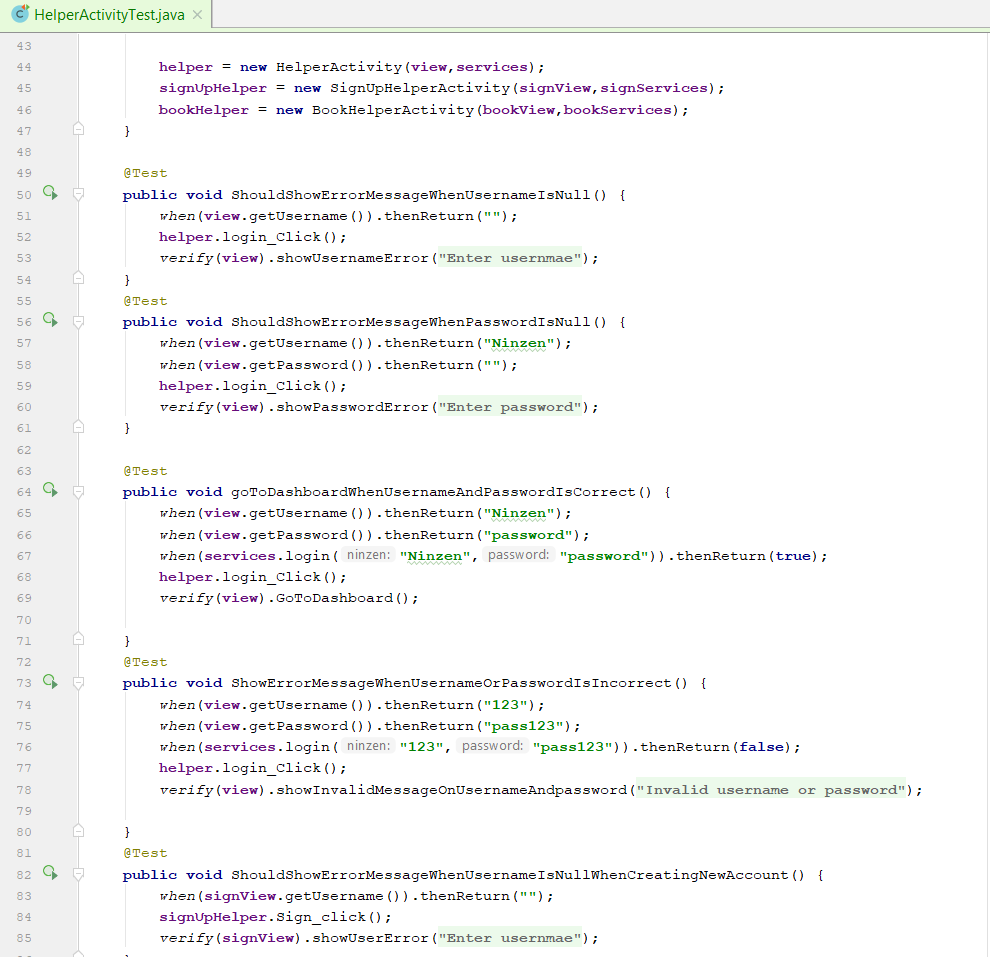 HelperActivityTest.java
43
44 helper = new HelperActivity(view,services);
45 signUpHelper = new SignUpHelperActivity(signView,signServices);
46 bookHelper = new BookHelperActivity(bookView,bookServices);
47 }
48
49 @Test
50 public void ShouldShowErrorMessageWhenUsernameIsNull() {
51 when(view.getUsername()).thenReturn("");
52 helper.login_Click();
53 verify(view).showUsernameError("Enter usernmae");
54 }
55 @Test
56 public void ShouldShowErrorMessageWhenPasswordIsNull() {
57 when(view.getUsername()).thenReturn("Ninzen");
58 when(view.getPassword()).thenReturn("");
59 helper.login_Click();
60 verify(view).showPasswordError("Enter password");
61 }
62
63 @Test
64 public void goToDashboardWhenUsernameAndPasswordIsCorrect() {
65 when(view.getUsername()).thenReturn("Ninzen");
66 when(view.getPassword()).thenReturn("password");
67 when(services.login( ninzen: "Ninzen", password: "password")).thenReturn(true);
68 helper.login_Click();
69 verify(view).GoToDashboard();
70
71 }
72 @Test
73 public void ShowErrorMessageWhenUsernameOrPasswordIsIncorrect() {
74 when(view.getUsername()).thenReturn("123");
75 when(view.getPassword()).thenReturn("pass123");
76 when(services.login( ninzen: "123", password: "pass123")).thenReturn(false);
77 helper.login_Click();
78 verify(view).showInvalidMessageOnUsernameAndpassword("Invalid username or password");
79
80 }
81 @Test
82 public void ShouldShowErrorMessageWhenUsernameIsNullWhenCreatingNewAccount() {
83 when(signView.getUsername()).thenReturn("");
84 signUpHelper.Sign_click();
85 verify(signView).showUserError("Enter usernmae");